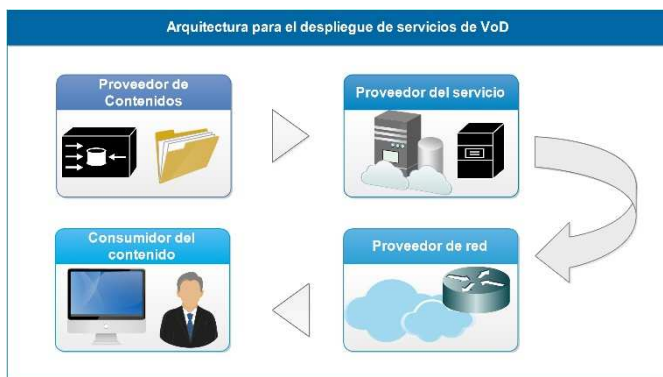 Arquitectura para el despliegue de servicios de VoD
Proveedor de
Contenidos
Proveedor del servicio
Consumidor del
contenido
Proveedor de red